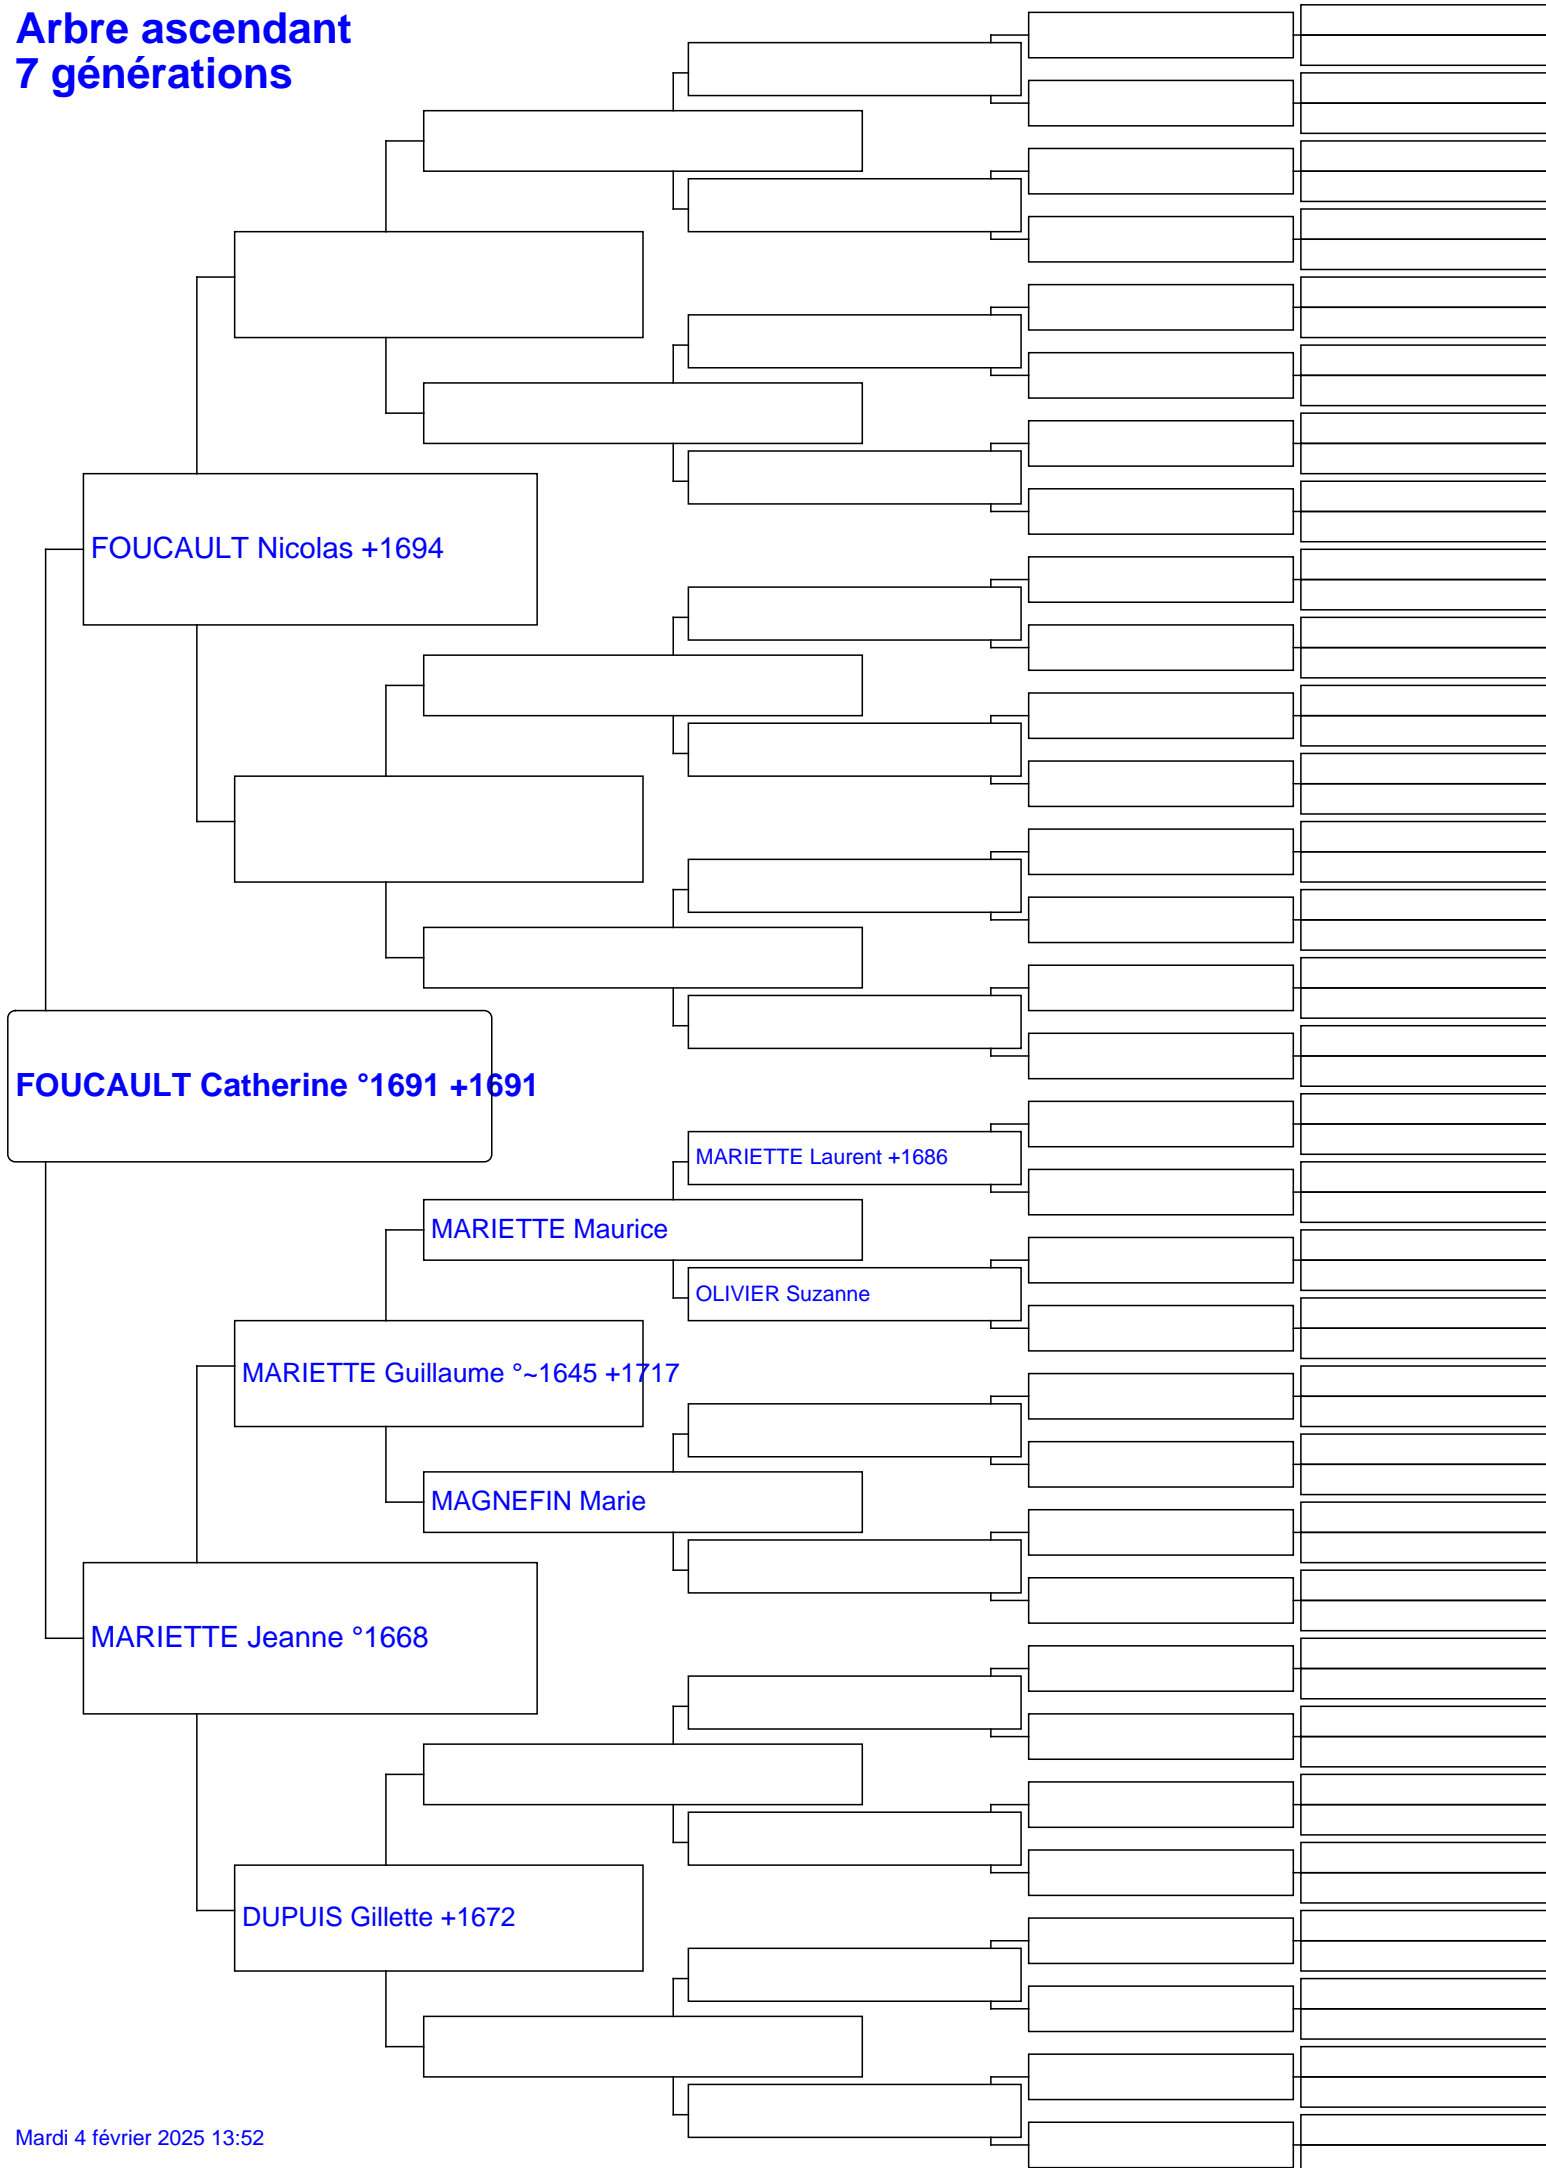 Arbre ascendant
7 générations
FOUCAULT Nicolas +1694
FOUCAULT Catherine °1691 +1691
MARIETTE Laurent +1686
MARIETTE Maurice
OLIVIER Suzanne
MARIETTE Guillaume °~1645 +1717
MAGNEFIN Marie
MARIETTE Jeanne °1668
DUPUIS Gillette +1672
Mardi 4 février 2025 13:52